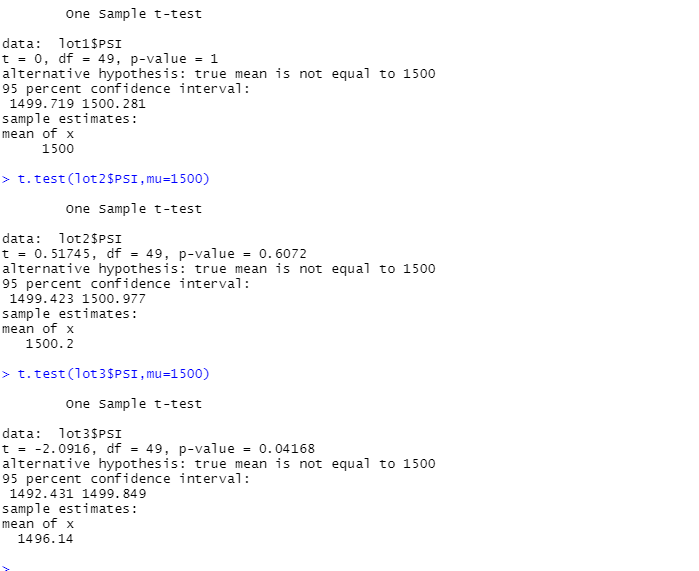 One Sample t-test
data:  lot1$PSI
t = 0, df = 49, p-value = 1
alternative hypothesis: true mean is not equal to 1500
95 percent confidence interval:
 1499.719 1500.281
sample estimates:
mean of x
     1500
> t.test(lot2$PSI,mu=1500)
One Sample t-test
data:  lot2$PSI
t = 0.51745, df = 49, p-value = 0.6072
alternative hypothesis: true mean is not equal to 1500
95 percent confidence interval:
 1499.423 1500.977
sample estimates:
mean of x
   1500.2
> t.test(lot3$PSI,mu=1500)
One Sample t-test
data:  lot3$PSI
t = -2.0916, df = 49, p-value = 0.04168
alternative hypothesis: true mean is not equal to 1500
95 percent confidence interval:
 1492.431 1499.849
sample estimates:
mean of x
  1496.14
>